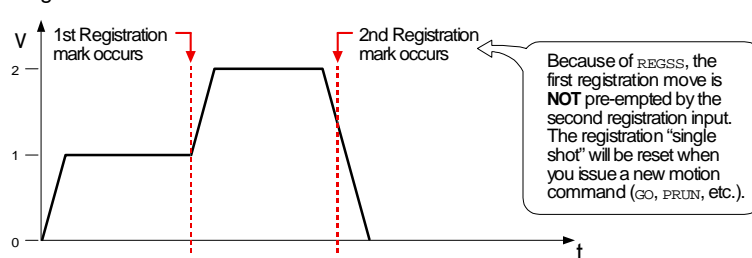 1st Registration
mark occurs
2nd Registration
mark occurs
V
2
1
0
t
Because of REGSS, the
first registration move is
NOT pre-empted by the
second registration input.
The registration “single
shot” will be reset when
you issue a new motion
command (GO, PRUN, etc.).